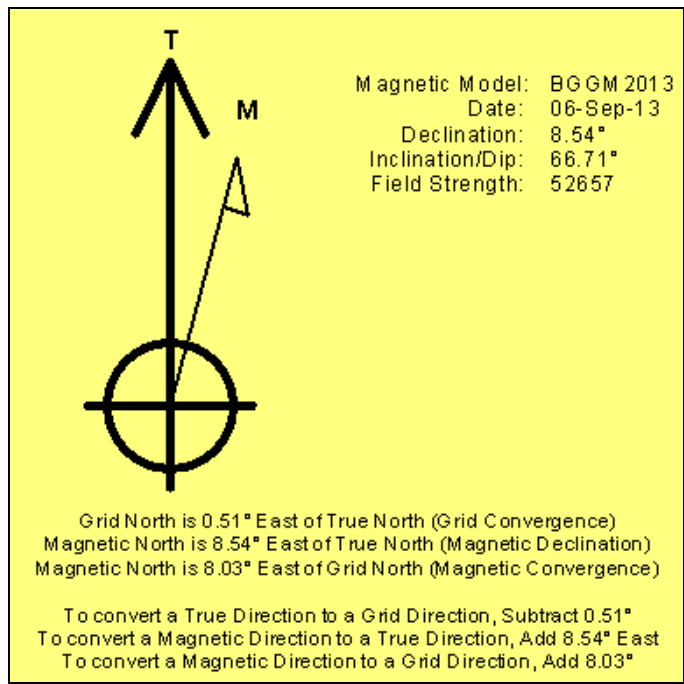 T
M
Magnetic Model: BGGM 2013
Date: 06-Sep-13
Declination: 8.54°
Inclination/Dip: 66.71°
Field Strength: 52657
Grid North is 0.51° East of True North (Grid Convergence)
Magnetic North is 8.54° East of True North (Magnetic Declination)
Magnetic North is 8.03° East of Grid North (Magnetic Convergence)
To convert a True Direction to a Grid Direction, Subtract 0.51°
To convert a Magnetic Direction to a True Direction, Add 8.54° East
To convert a Magnetic Direction to a Grid Direction, Add 8.03°